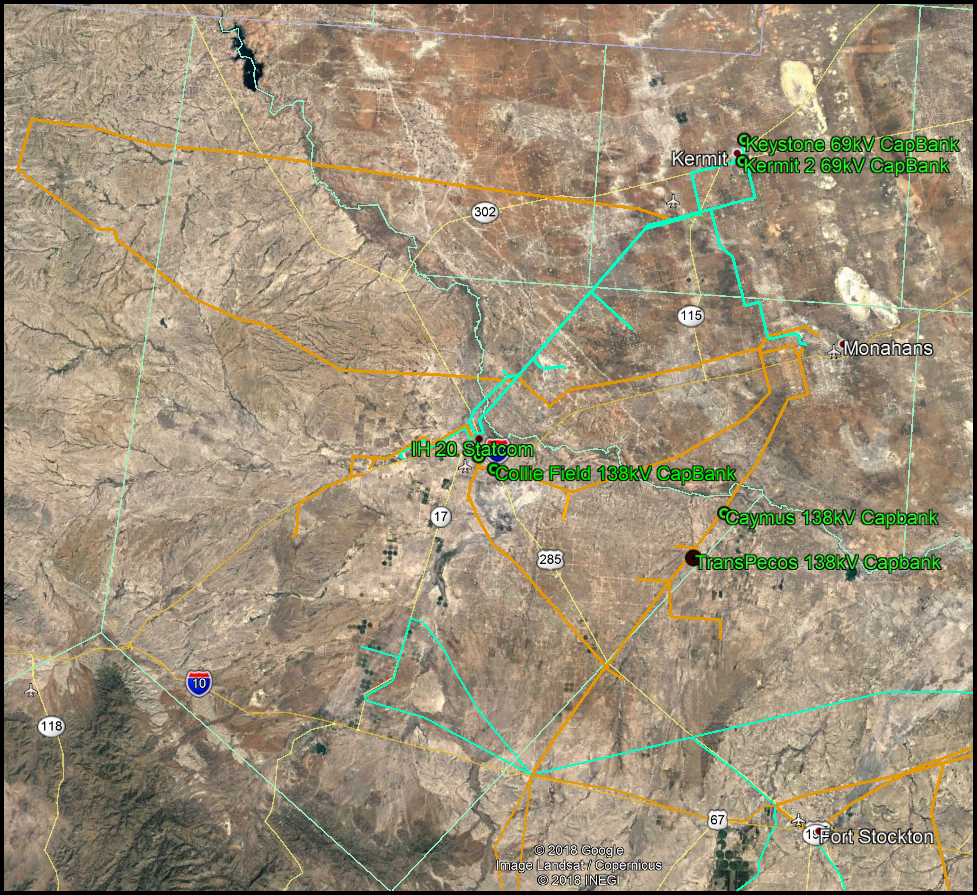 Keystone 69kV CapBank
Kermit
Kermit 2 69kV CapBank
302
115
Monahans
IH 20 Statcom
Collie Field 138kV CapBank
17
Caymus 138kV Capbank
285
TransPecos 138kV Capbank
10
118
67
Fort Stockton
© 2018 Google
Image Landsat / Copernicus
© 2018 INEGI